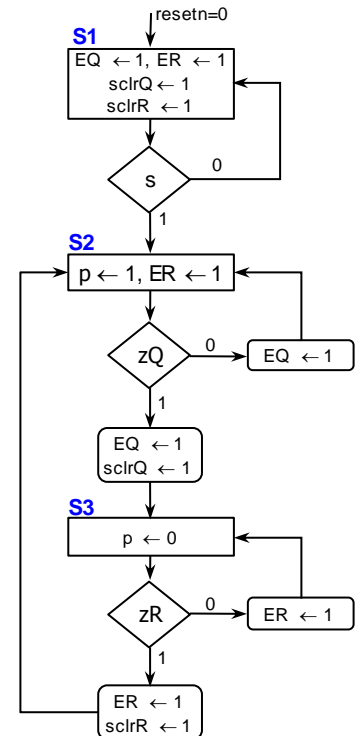 resetn=0
S1
EQ ← 1, ER ← 1
sclrQ ← 1
sclrR ← 1
0
s
1
S2
p ← 1, ER ← 1
zQ
0
EQ ← 1
1
EQ ← 1
sclrQ ← 1
S3
p ← 0
zR
0
ER ← 1
1
ER ← 1
sclrR ← 1